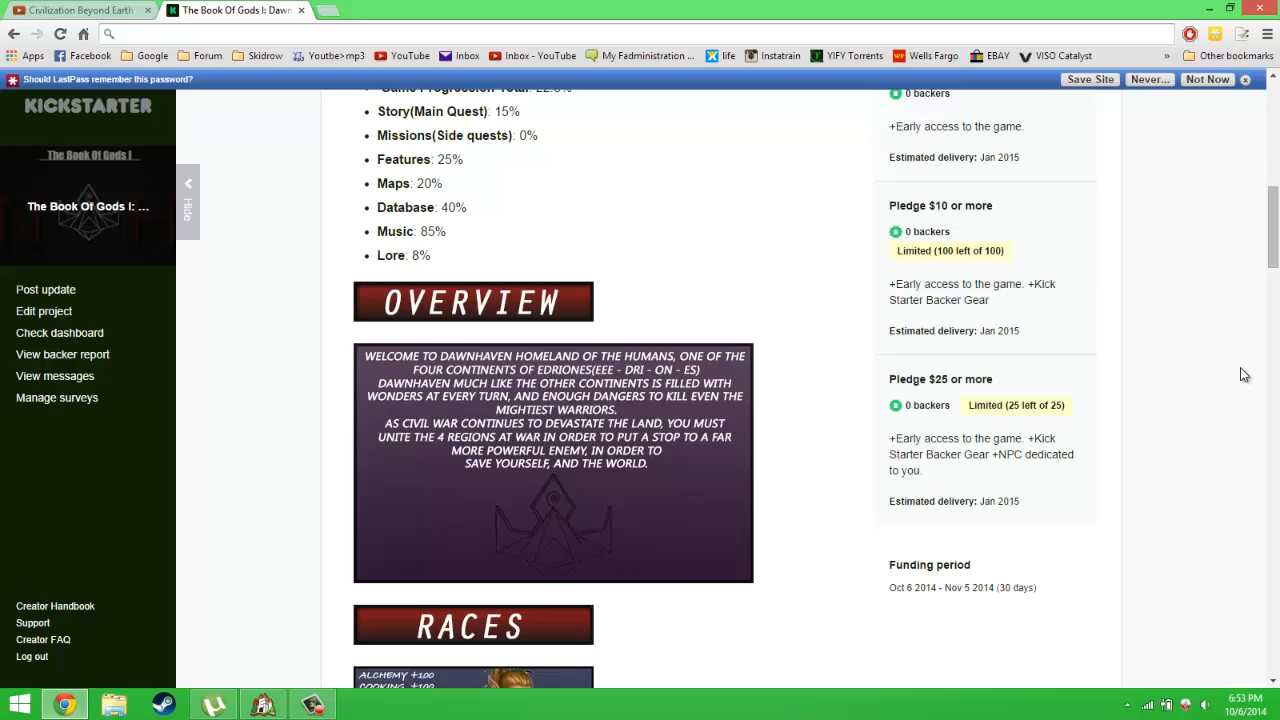 Civilization Beyond Earth
The Book Of Gods I: Dawn
Apps
Facebook
Google
Forum
Skidrow
Youtbe>mp3
YouTube
Inbox
Inbox - YouTube
My Fadministration ...
life
Instatrain
YIFY Torrents
Wells Fargo
EBAY
VISO Catalyst
»
Other bookmarks
Should LastPass remember this password?
Save Site
Never...
Not Now
KICKSTARTER
The Book Of Gods I
The Book Of Gods I: ...
Hide
Post update
Edit project
Check dashboard
View backer report
View messages
Manage surveys
Creator Handbook
Support
Creator FAQ
Log out
Game Progression Total: 22.5%
Story(Main Quest): 15%
Missions(Side quests): 0%
Features: 25%
Maps: 20%
Database: 40%
Music: 85%
Lore: 8%
OVERVIEW
WELCOME TO DAWNHAVEN HOMELAND OF THE HUMANS, ONE OF THE
FOUR CONTINENTS OF EDRIONES(EEE - DRI - ON - ES)
DAWNHAVEN MUCH LIKE THE OTHER CONTINENTS IS FILLED WITH
WONDERS AT EVERY TURN, AND ENOUGH DANGERS TO KILL EVEN THE
MIGHTIEST WARRIORS.
AS CIVIL WAR CONTINUES TO DEVASTATE THE LAND, YOU MUST
UNITE THE 4 REGIONS AT WAR IN ORDER TO PUT A STOP TO A FAR
MORE POWERFUL ENEMY, IN ORDER TO
SAVE YOURSELF, AND THE WORLD.
RACES
ALCHEMY +100
COOKING +100
0 backers
+Early access to the game.
Estimated delivery: Jan 2015
Pledge $10 or more
0 backers
Limited (100 left of 100)
+Early access to the game. +Kick
Starter Backer Gear
Estimated delivery: Jan 2015
Pledge $25 or more
0 backers Limited (25 left of 25)
+Early access to the game. +Kick
Starter Backer Gear +NPC dedicated
to you.
Estimated delivery: Jan 2015
Funding period
Oct 6 2014 - Nov 5 2014 (30 days)
6:53 PM
10/6/2014